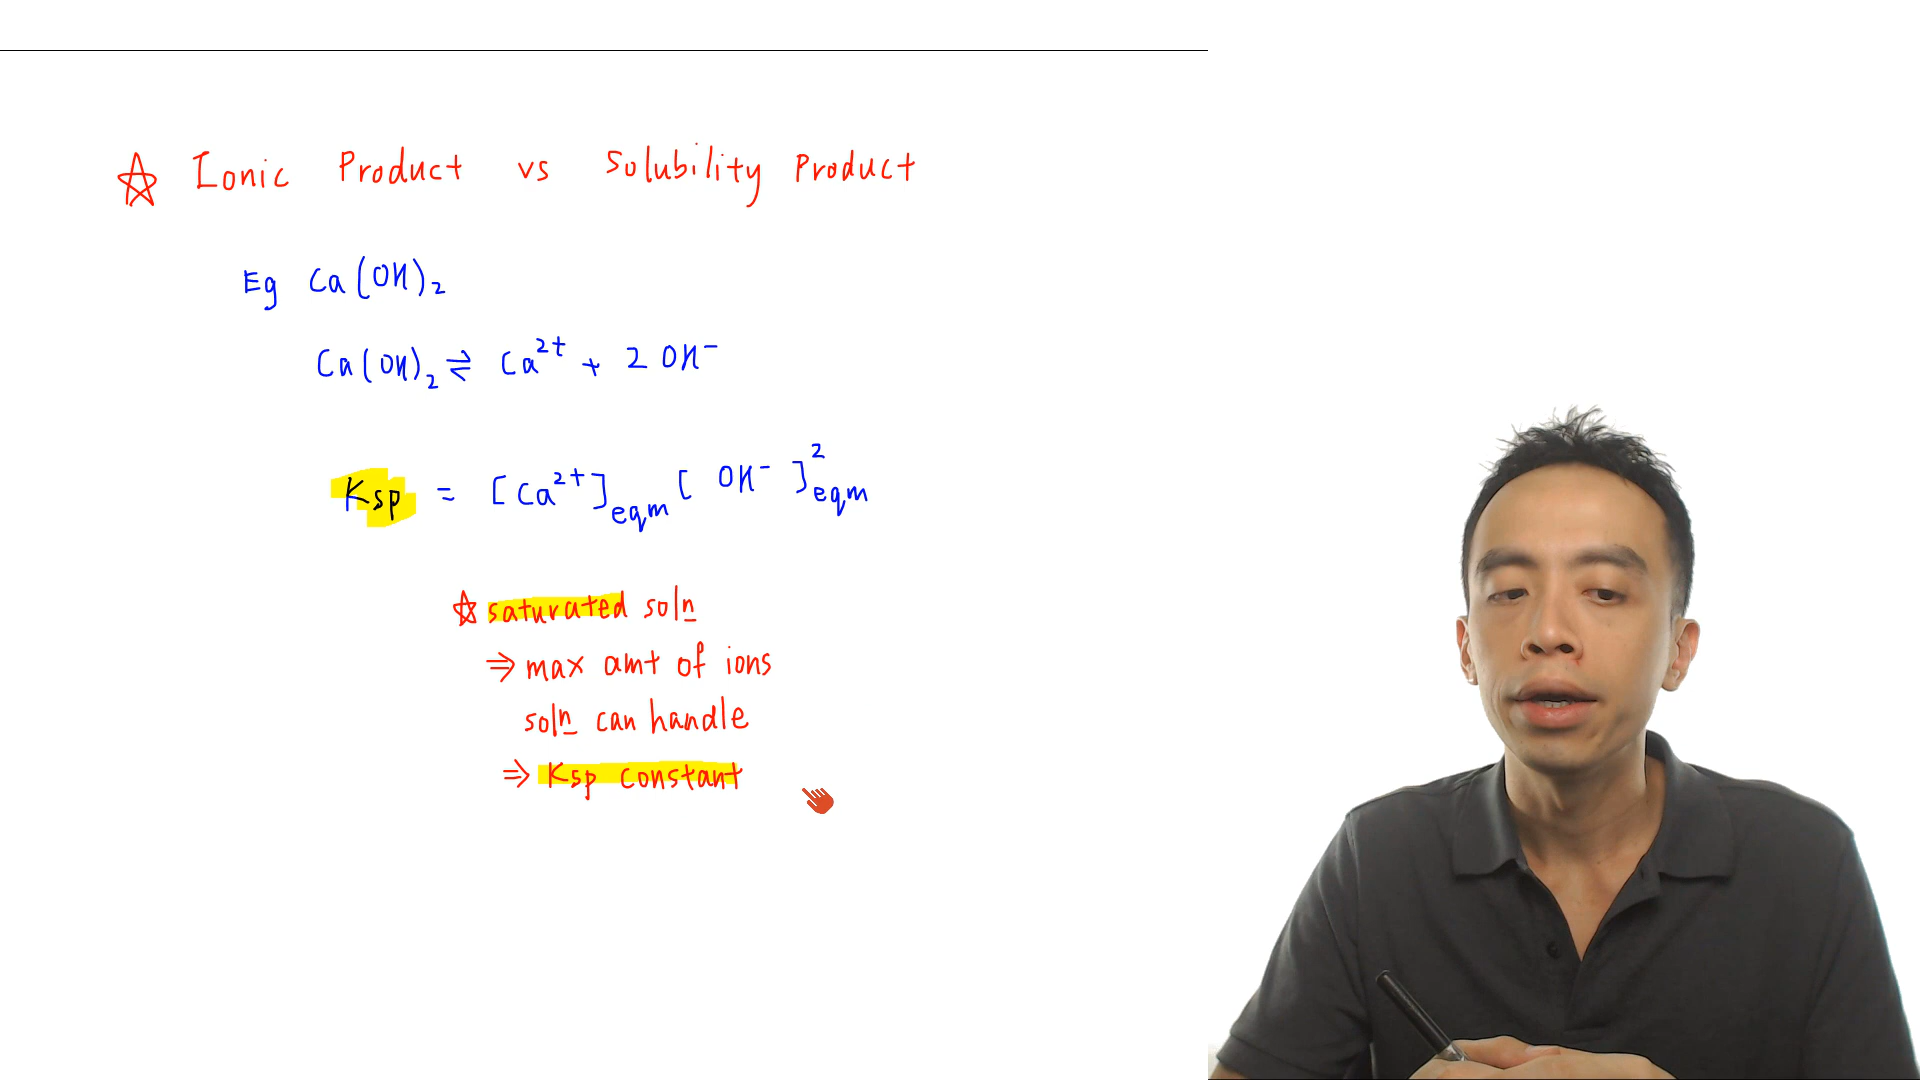 ☆ Ionic Product vs Solubility Product
Eg Ca(OH)₂
Ca(OH)₂ ⇌ Ca²⁺ + 2 OH⁻
Ksp = [Ca²⁺]eqm [OH⁻]²eqm
☆ saturated soln
⇒ max amt of ions
soln can handle
⇒ Ksp constant